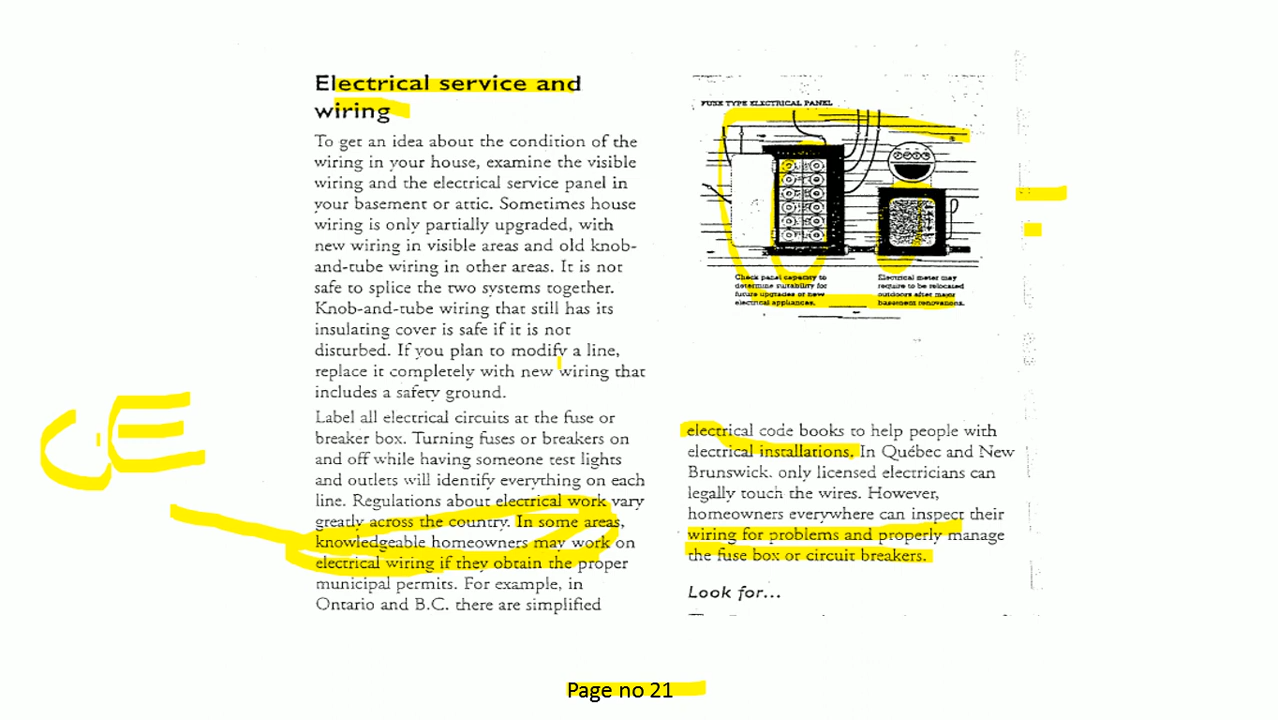 Electrical service and
wiring
To get an idea about the condition of the
wiring in your house, examine the visible
wiring and the electrical service panel in
your basement or attic. Sometimes house
wiring is only partially upgraded, with
new wiring in visible areas and old knob-
and-tube wiring in other areas. It is not
safe to splice the two systems together.
Knob-and-tube wiring that still has its
insulating cover is safe if it is not
disturbed. If you plan to modify a line,
replace it completely with new wiring that
includes a safety ground.
Label all electrical circuits at the fuse or
breaker box. Turning fuses or breakers on
and off while having someone test lights
and outlets will identify everything on each
line. Regulations about electrical work vary
greatly across the country. In some areas,
knowledgeable homeowners may work on
electrical wiring if they obtain the proper
municipal permits. For example, in
Ontario and B.C. there are simplified
CE
FUSE TYPE ELECTRICAL PANEL
Check panel capacity to
determine suitability for
future upgrades or new
electrical appliances.
Electrical meter may
require to be relocated
outdoors after major
basement renovations.
electrical code books to help people with
electrical installations. In Québec and New
Brunswick. only licensed electricians can
legally touch the wires. However,
homeowners everywhere can inspect their
wiring for problems and properly manage
the fuse box or circuit breakers.
Look for...
Page no 21